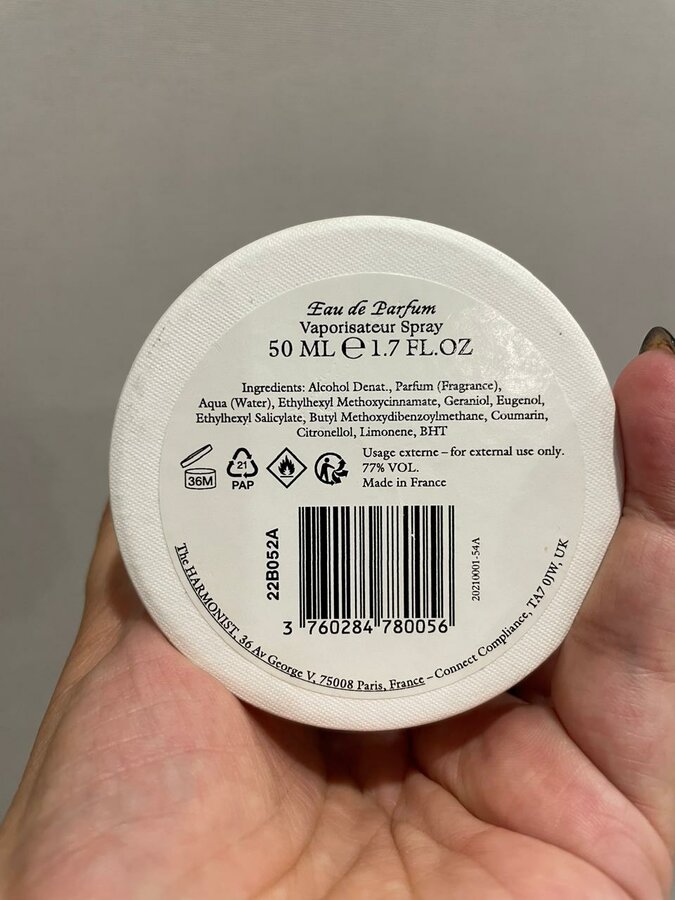 Eau de Parfum
Vaporisateur Spray
50 ML ℮ 1.7 FL.OZ
Ingredients: Alcohol Denat., Parfum (Fragrance),
Aqua (Water), Ethylhexyl Methoxycinnamate, Geraniol, Eugenol,
Ethylhexyl Salicylate, Butyl Methoxydibenzoylmethane, Coumarin,
Citronellol, Limonene, BHT
36M
21
PAP
Usage externe – for external use only.
77% VOL.
Made in France
22B052A
20210001-54A
3 760284 780056
The HARMONIST, 36 Av George V, 75008 Paris, France – Connect Compliance, TA7 0JW, UK